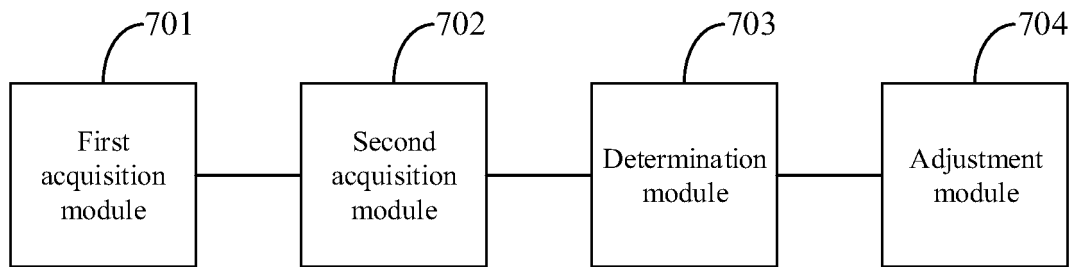 701
702
703
704
First
acquisition
module
Second
acquisition
module
Determination
module
Adjustment
module